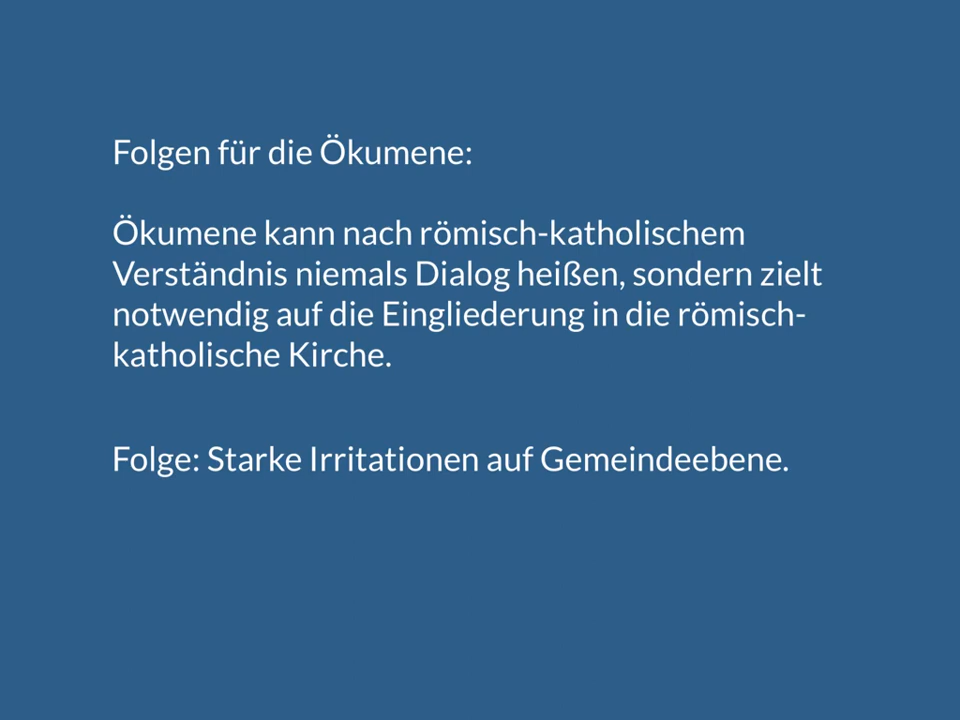 Folgen für die Ökumene:
Ökumene kann nach römisch-katholischem
Verständnis niemals Dialog heißen, sondern zielt
notwendig auf die Eingliederung in die römisch-
katholische Kirche.
Folge: Starke Irritationen auf Gemeindeebene.